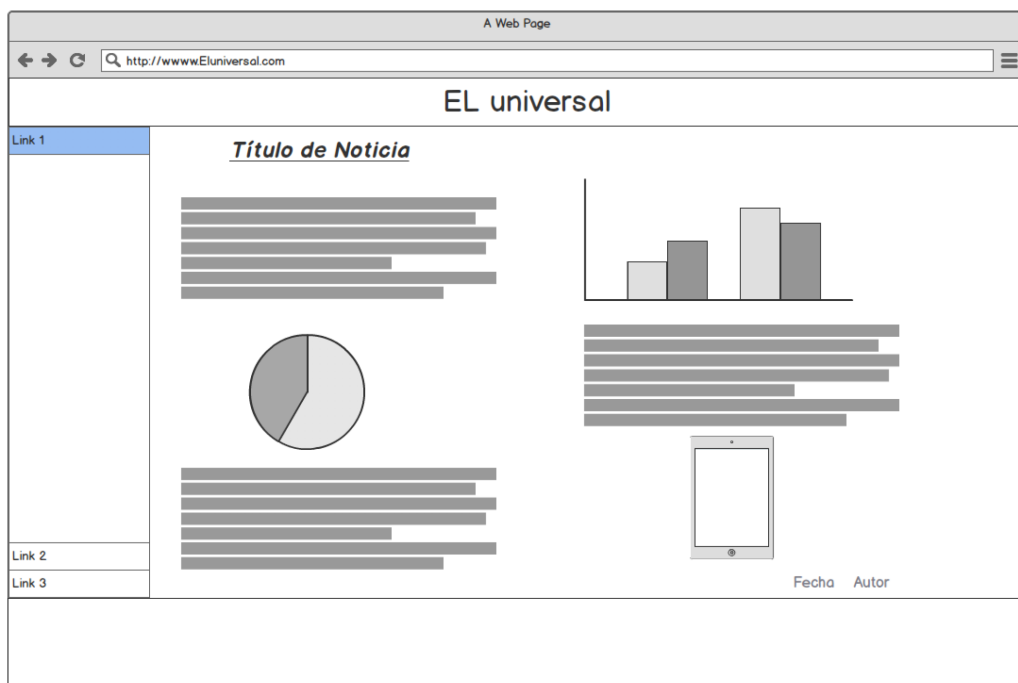 A Web Page
http://wwww.Eluniversal.com
EL universal
Link 1
Título de Noticia
Link 2
Link 3
Fecha Autor